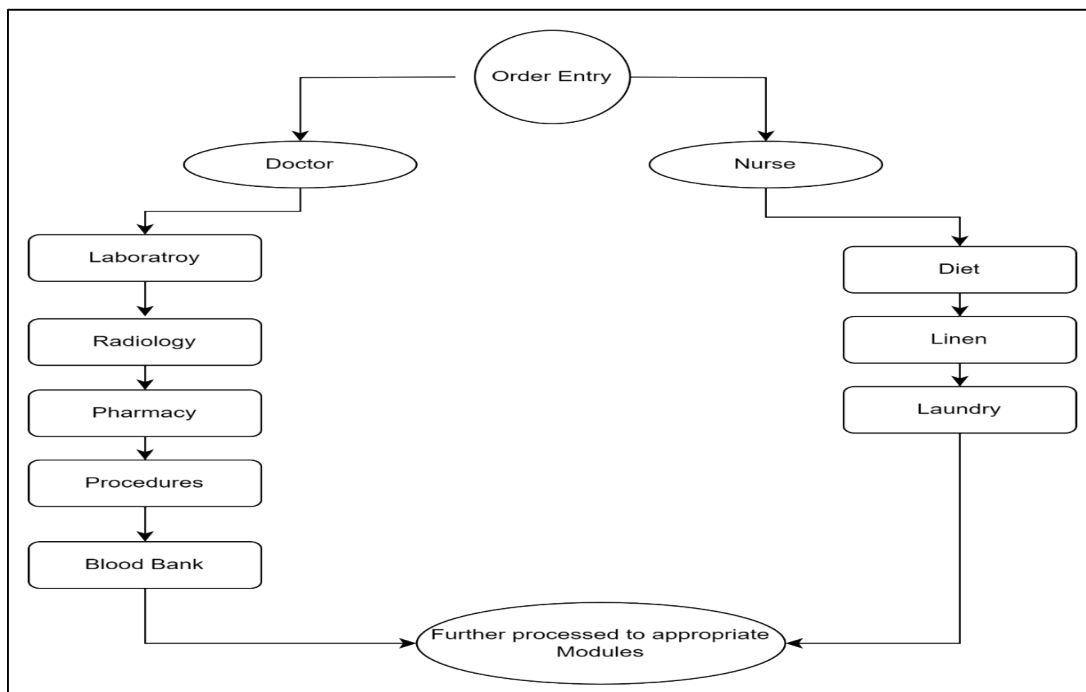 Order Entry
Doctor
Nurse
Laboratroy
Diet
Radiology
Linen
Pharmacy
Laundry
Procedures
Blood Bank
Further processed to appropriate
Modules